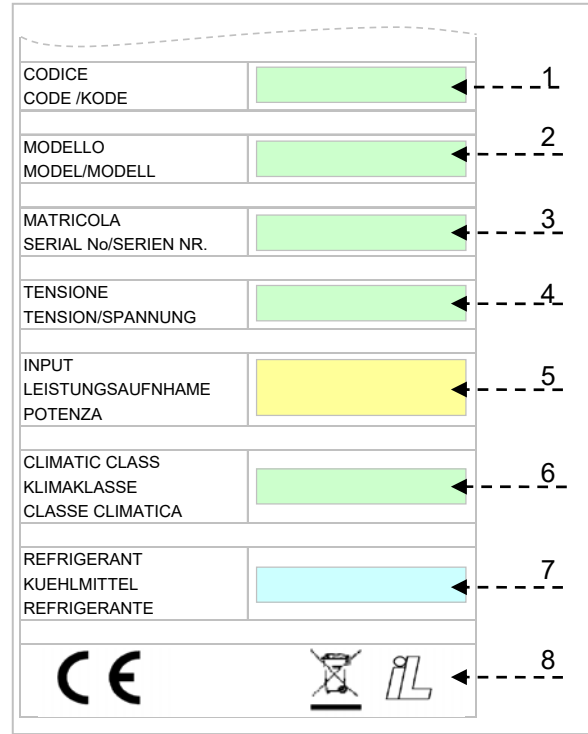 CODICE
CODE /KODE
1
MODELLO
MODEL/MODELL
2
MATRICOLA
SERIAL No/SERIEN NR.
3
TENSIONE
TENSION/SPANNUNG
4
INPUT
LEISTUNGSAUFNHAME
POTENZA
5
CLIMATIC CLASS
KLIMAKLASSE
CLASSE CLIMATICA
6
REFRIGERANT
KUEHLMITTEL
REFRIGERANTE
7
CE
iL
8